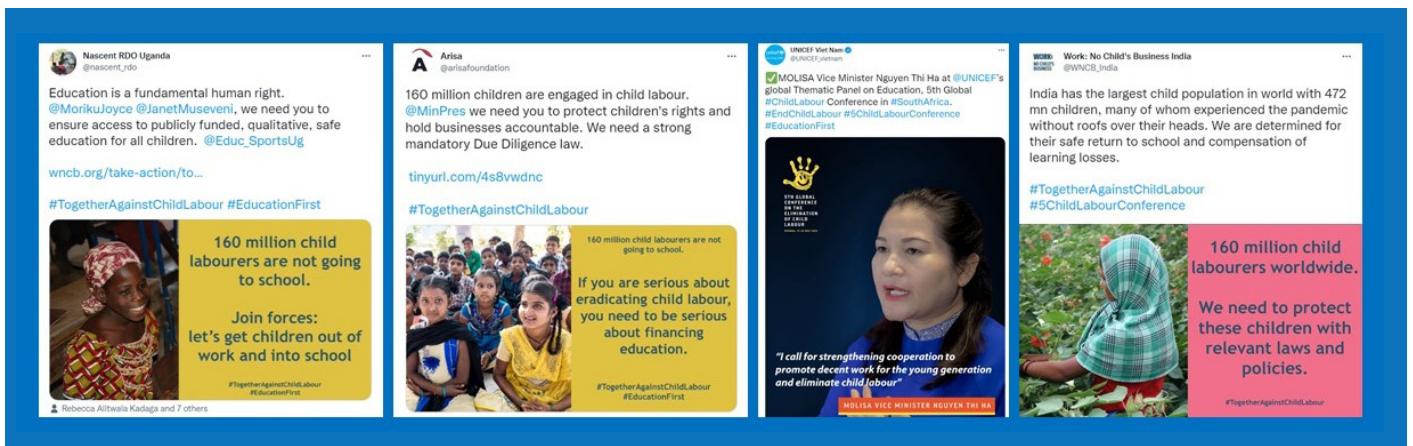 Nascent RDO Uganda
@nascent_rdo
Education is a fundamental human right.
@MorikuJoyce @JanetMuseveni, we need you to
ensure access to publicly funded, qualitative, safe
education for all children. @Educ_SportsUg
wncb.org/take-action/to...
#TogetherAgainstChildLabour #EducationFirst
160 million child
labourers are not going
to school.
Join forces:
let's get children out of
work and into school
#TogetherAgainstChildLabour
#EducationFirst
Rebecca Alitwala Kadaga and 7 others
Arisa
@arisafoundation
160 million children are engaged in child labour.
@MinPres we need you to protect children's rights and
hold businesses accountable. We need a strong
mandatory Due Diligence law.
tinyurl.com/4s8vwdnc
#TogetherAgainstChildLabour
160 million child labourers are not
going to school.
If you are serious about
eradicating child labour,
you need to be serious
about financing
education.
#TogetherAgainstChildLabour
#EducationFirst
unicef
UNICEF Viet Nam
@UNICEF_vietnam
✅MOLISA Vice Minister Nguyen Thi Ha at @UNICEF's
global Thematic Panel on Education, 5th Global
#ChildLabour Conference in #SouthAfrica.
#EndChildLabour #5ChildLabourConference
#EducationFirst
5TH GLOBAL
CONFERENCE
ON THE
ELIMINATION
OF CHILD
LABOUR
"I call for strengthening cooperation to
promote decent work for the young generation
and eliminate child labour"
MOLISA VICE MINISTER NGUYEN THI HA
WORK:
NO CHILD'S
BUSINESS
Work: No Child's Business India
@WNCB_India
India has the largest child population in world with 472
mn children, many of whom experienced the pandemic
without roofs over their heads. We are determined for
their safe return to school and compensation of
learning losses.
#TogetherAgainstChildLabour
#5ChildLabourConference
160 million child
labourers worldwide.
We need to protect
these children with
relevant laws and
policies.
#TogetherAgainstChildLabour